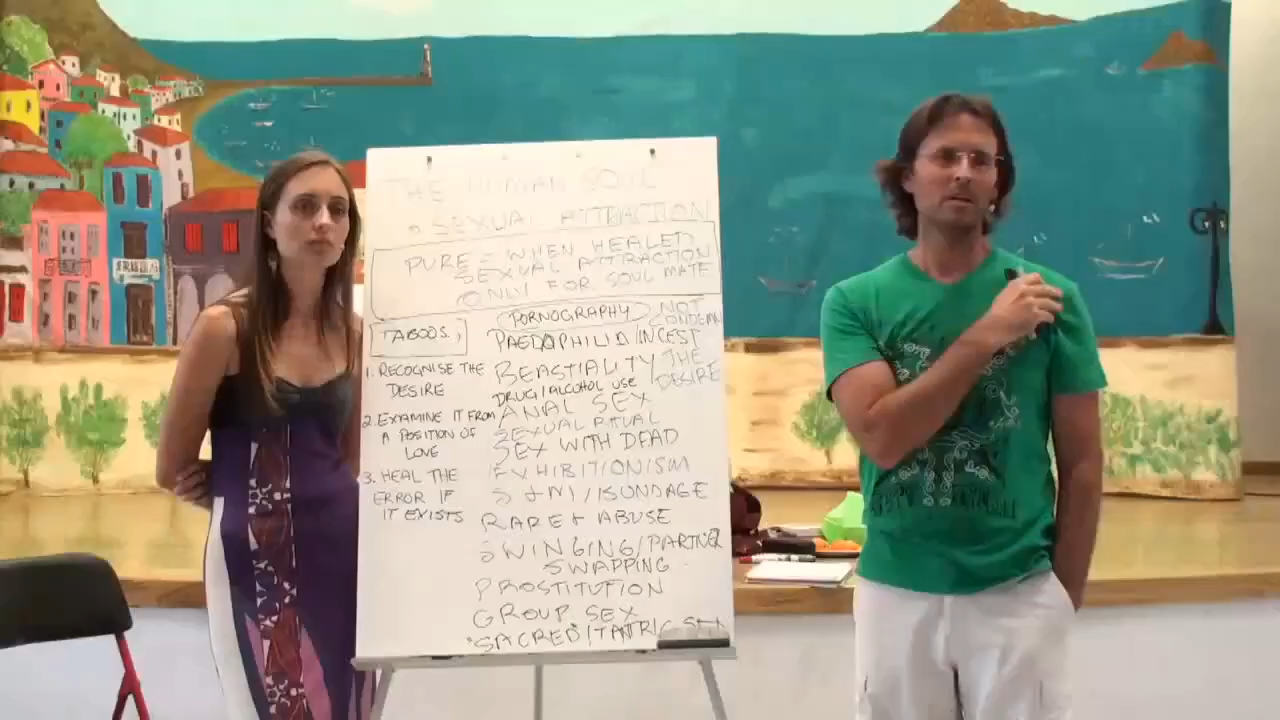 THE HUMAN SOUL
• SEXUAL ATTRACTION
PURE = WHEN HEALED
SEXUAL ATTRACTION
ONLY FOR SOUL MATE
TABOOS,
1. RECOGNISE THE
DESIRE
2. EXAMINE IT FROM
A POSITION OF
LOVE
3. HEAL THE
ERROR IF
IT EXISTS
PORNOGRAPHY
NOT
CONDEMN
THE
DESIRE
PAEDOPHILIA/INCEST
BEASTIALITY
DRUG/ALCOHOL USE
ANAL SEX
SEXUAL RITUAL
SEX WITH DEAD
EXHIBITIONISM
S+M/BONDAGE
RAPE + ABUSE
SWINGING/PARTNER
SWAPPING
PROSTITUTION
GROUP SEX
"SACRED"/TANTRIC SEX